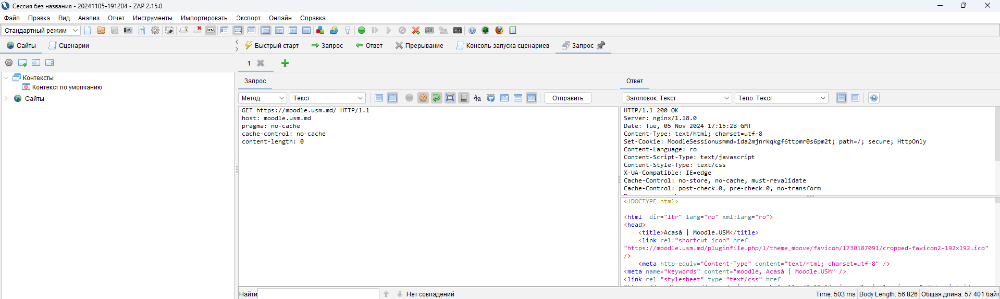 Сессия без названия - 20241105-191204 - ZAP 2.15.0
Файл Правка Вид Анализ Отчет Инструменты Импортировать Экспорт Онлайн Справка
Стандартный режим
Сайты Сценарии
Быстрый старт Запрос Ответ Прерывание Консоль запуска сценариев Запрос
1
Контексты
Контекст по умолчанию
Сайты
Запрос
Метод Текст Отправить
GET https://moodle.usm.md/ HTTP/1.1
host: moodle.usm.md
pragma: no-cache
cache-control: no-cache
content-length: 0
Ответ
Заголовок: Текст Тело: Текст
HTTP/1.1 200 OK
Server: nginx/1.18.0
Date: Tue, 05 Nov 2024 17:15:28 GMT
Content-Type: text/html; charset=utf-8
Set-Cookie: MoodleSessionusmmd=ida2mjnrkqkgf6ttpmr0s6pm2t; path=/; secure; HttpOnly
Content-Language: ro
Content-Script-Type: text/javascript
Content-Style-Type: text/css
X-UA-Compatible: IE=edge
Cache-Control: no-store, no-cache, must-revalidate
Cache-Control: post-check=0, pre-check=0, no-transform
<!DOCTYPE html>
<html  dir="ltr" lang="ro" xml:lang="ro">
<head>
<title>Acasă | Moodle.USM</title>
<link rel="shortcut icon" href=
"https://moodle.usm.md/pluginfile.php/1/theme_moove/favicon/1730187091/cropped-favicon2-192x192.ico"
/>
<meta http-equiv="Content-Type" content="text/html; charset=utf-8" />
<meta name="keywords" content="moodle, Acasă | Moodle.USM" />
<link rel="stylesheet" type="text/css" href=
Найти Нет совпадений
Time: 503 ms Body Length: 56 826 Общая длина: 57 401 байт